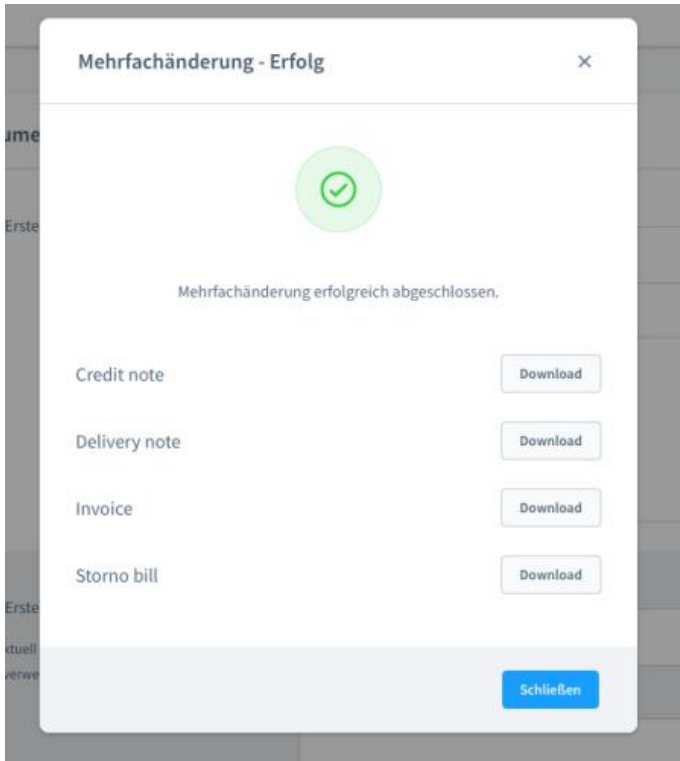 Mehrfachänderung - Erfolg
Mehrfachänderung erfolgreich abgeschlossen.
Credit note Download
Delivery note Download
Invoice Download
Storno bill Download
Schließen